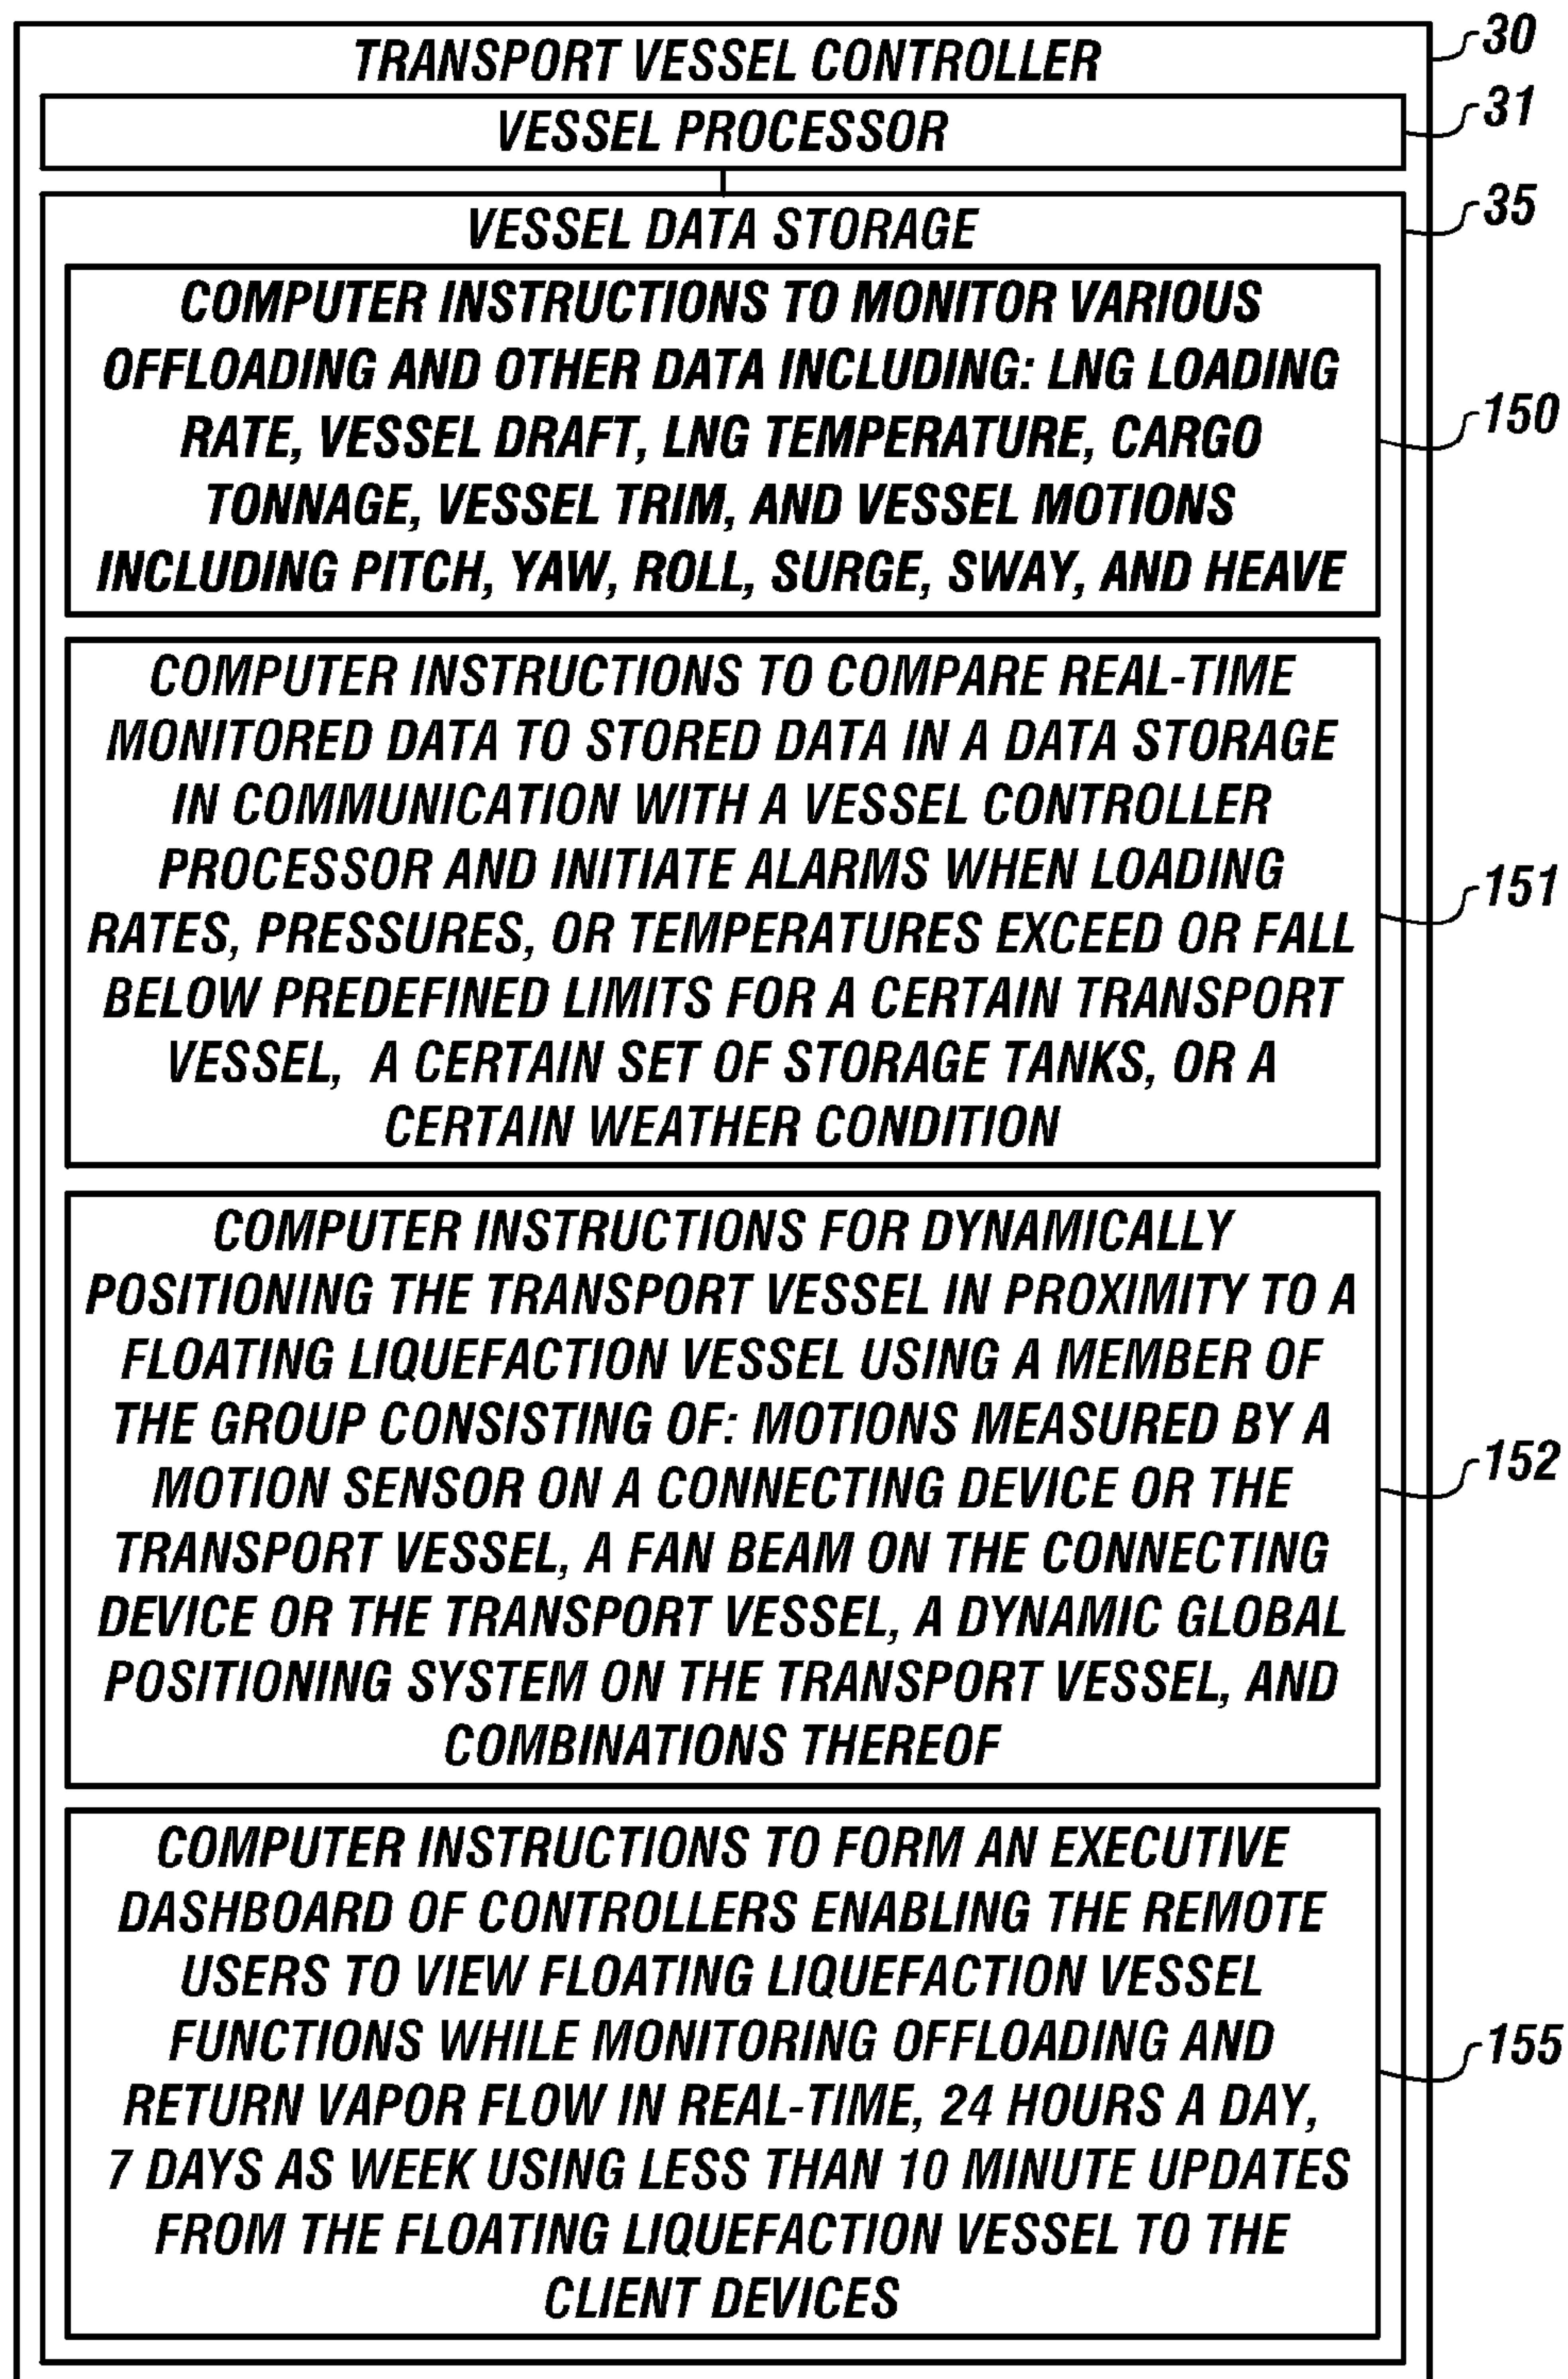 TRANSPORT VESSEL CONTROLLER
30
VESSEL PROCESSOR
31
VESSEL DATA STORAGE
35
COMPUTER INSTRUCTIONS TO MONITOR VARIOUS
OFFLOADING AND OTHER DATA INCLUDING: LNG LOADING
RATE, VESSEL DRAFT, LNG TEMPERATURE, CARGO
TONNAGE, VESSEL TRIM, AND VESSEL MOTIONS
INCLUDING PITCH, YAW, ROLL, SURGE, SWAY, AND HEAVE
150
COMPUTER INSTRUCTIONS TO COMPARE REAL-TIME
MONITORED DATA TO STORED DATA IN A DATA STORAGE
IN COMMUNICATION WITH A VESSEL CONTROLLER
PROCESSOR AND INITIATE ALARMS WHEN LOADING
RATES, PRESSURES, OR TEMPERATURES EXCEED OR FALL
BELOW PREDEFINED LIMITS FOR A CERTAIN TRANSPORT
VESSEL, A CERTAIN SET OF STORAGE TANKS, OR A
CERTAIN WEATHER CONDITION
151
COMPUTER INSTRUCTIONS FOR DYNAMICALLY
POSITIONING THE TRANSPORT VESSEL IN PROXIMITY TO A
FLOATING LIQUEFACTION VESSEL USING A MEMBER OF
THE GROUP CONSISTING OF: MOTIONS MEASURED BY A
MOTION SENSOR ON A CONNECTING DEVICE OR THE
TRANSPORT VESSEL, A FAN BEAM ON THE CONNECTING
DEVICE OR THE TRANSPORT VESSEL, A DYNAMIC GLOBAL
POSITIONING SYSTEM ON THE TRANSPORT VESSEL, AND
COMBINATIONS THEREOF
152
COMPUTER INSTRUCTIONS TO FORM AN EXECUTIVE
DASHBOARD OF CONTROLLERS ENABLING THE REMOTE
USERS TO VIEW FLOATING LIQUEFACTION VESSEL
FUNCTIONS WHILE MONITORING OFFLOADING AND
RETURN VAPOR FLOW IN REAL-TIME, 24 HOURS A DAY,
7 DAYS AS WEEK USING LESS THAN 10 MINUTE UPDATES
FROM THE FLOATING LIQUEFACTION VESSEL TO THE
CLIENT DEVICES
155